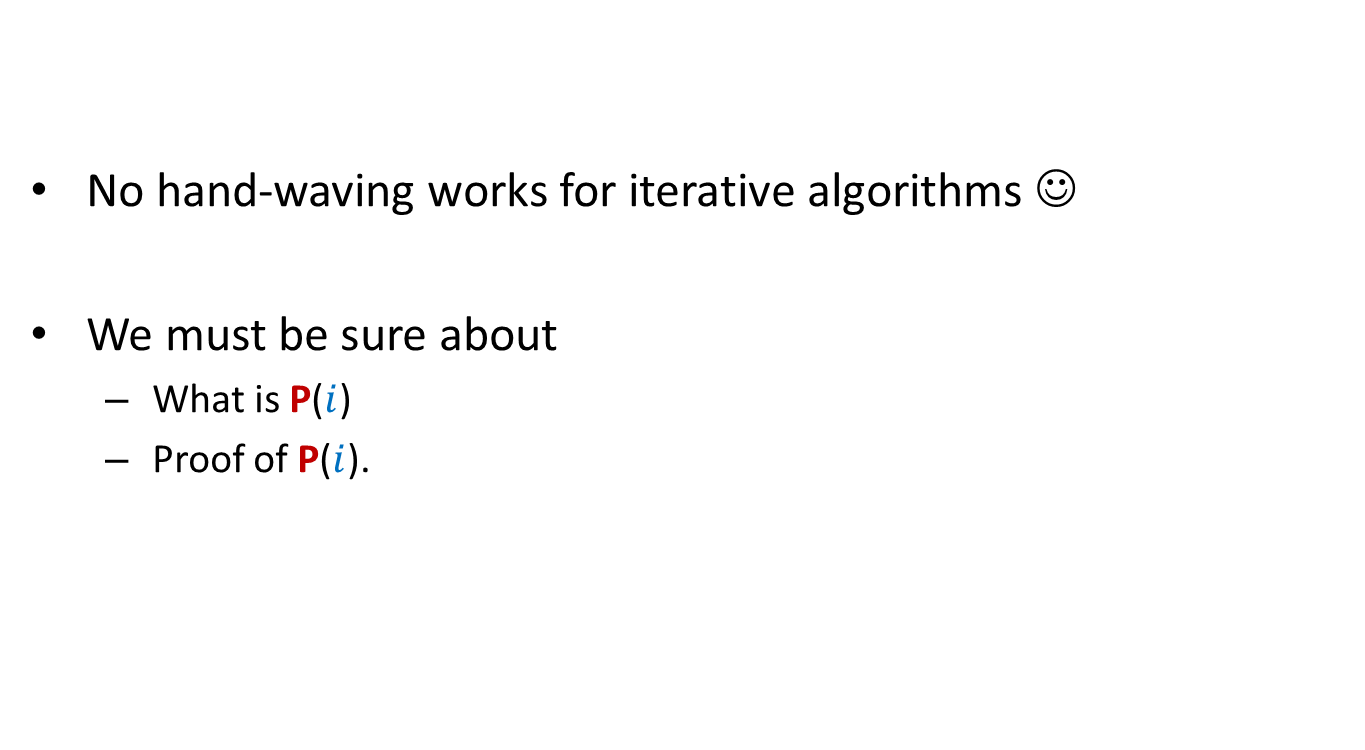 • No hand-waving works for iterative algorithms ☺
• We must be sure about
– What is P(i)
– Proof of P(i).